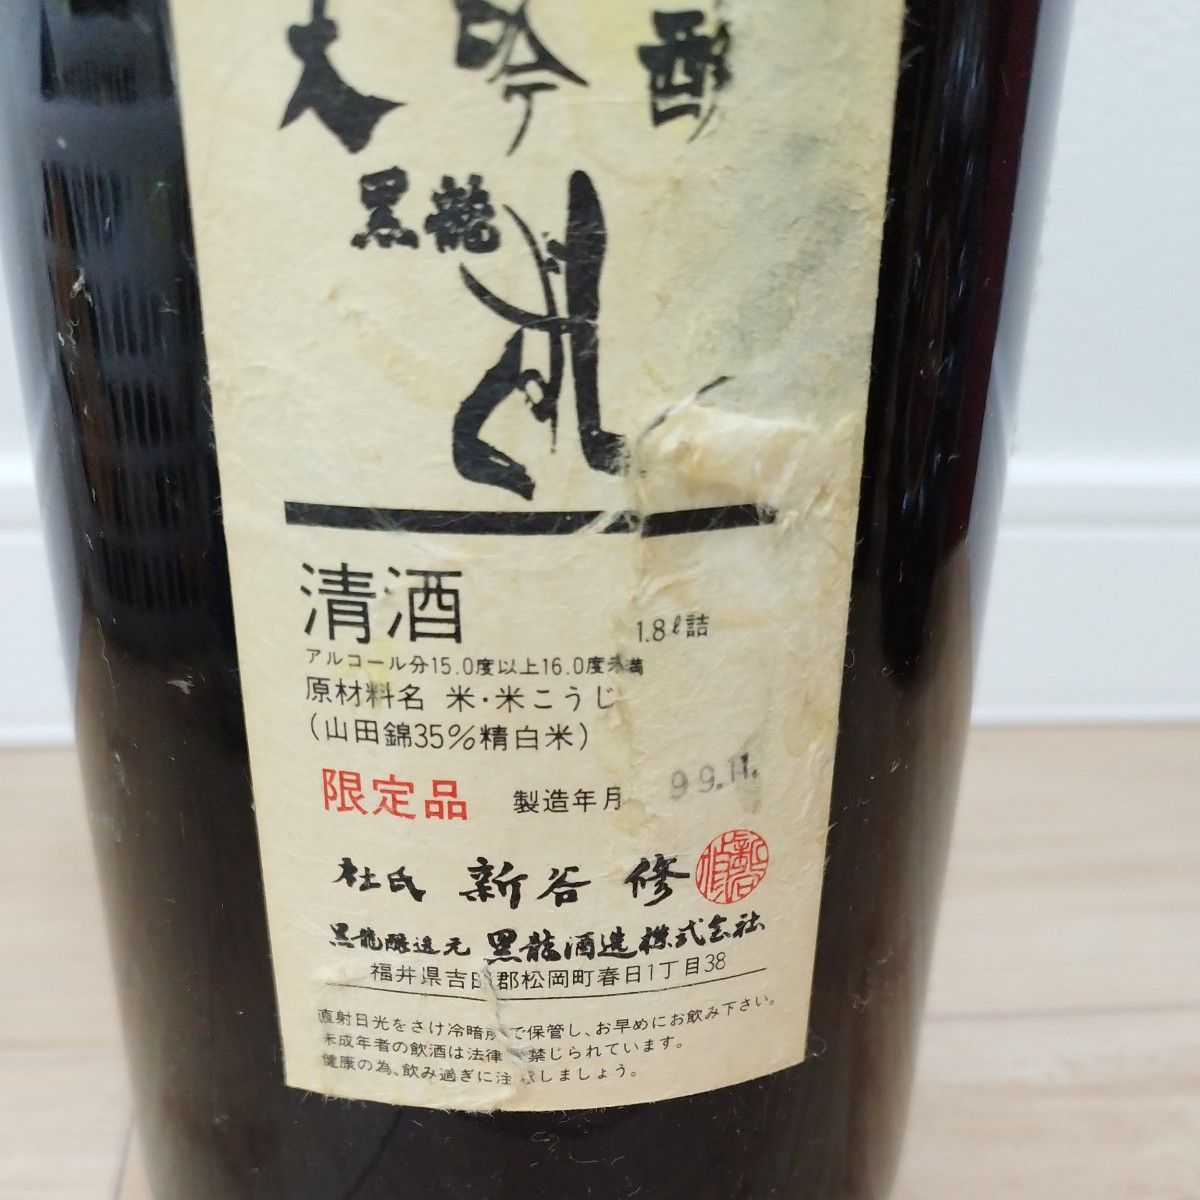 大吟醸
黒龍
清酒
1.8ℓ詰
アルコール分15.0度以上16.0度未満
原材料名 米・米こうじ
(山田錦35%精白米)
限定品 製造年月 99.11.
杜氏 新谷 修
黒龍醸造元 黒龍酒造株式会社
福井県吉田郡松岡町春日1丁目38
直射日光をさけ冷暗所で保管し、お早めにお飲み下さい。
未成年者の飲酒は法律で禁じられています。
健康の為、飲み過ぎに注意しましょう。